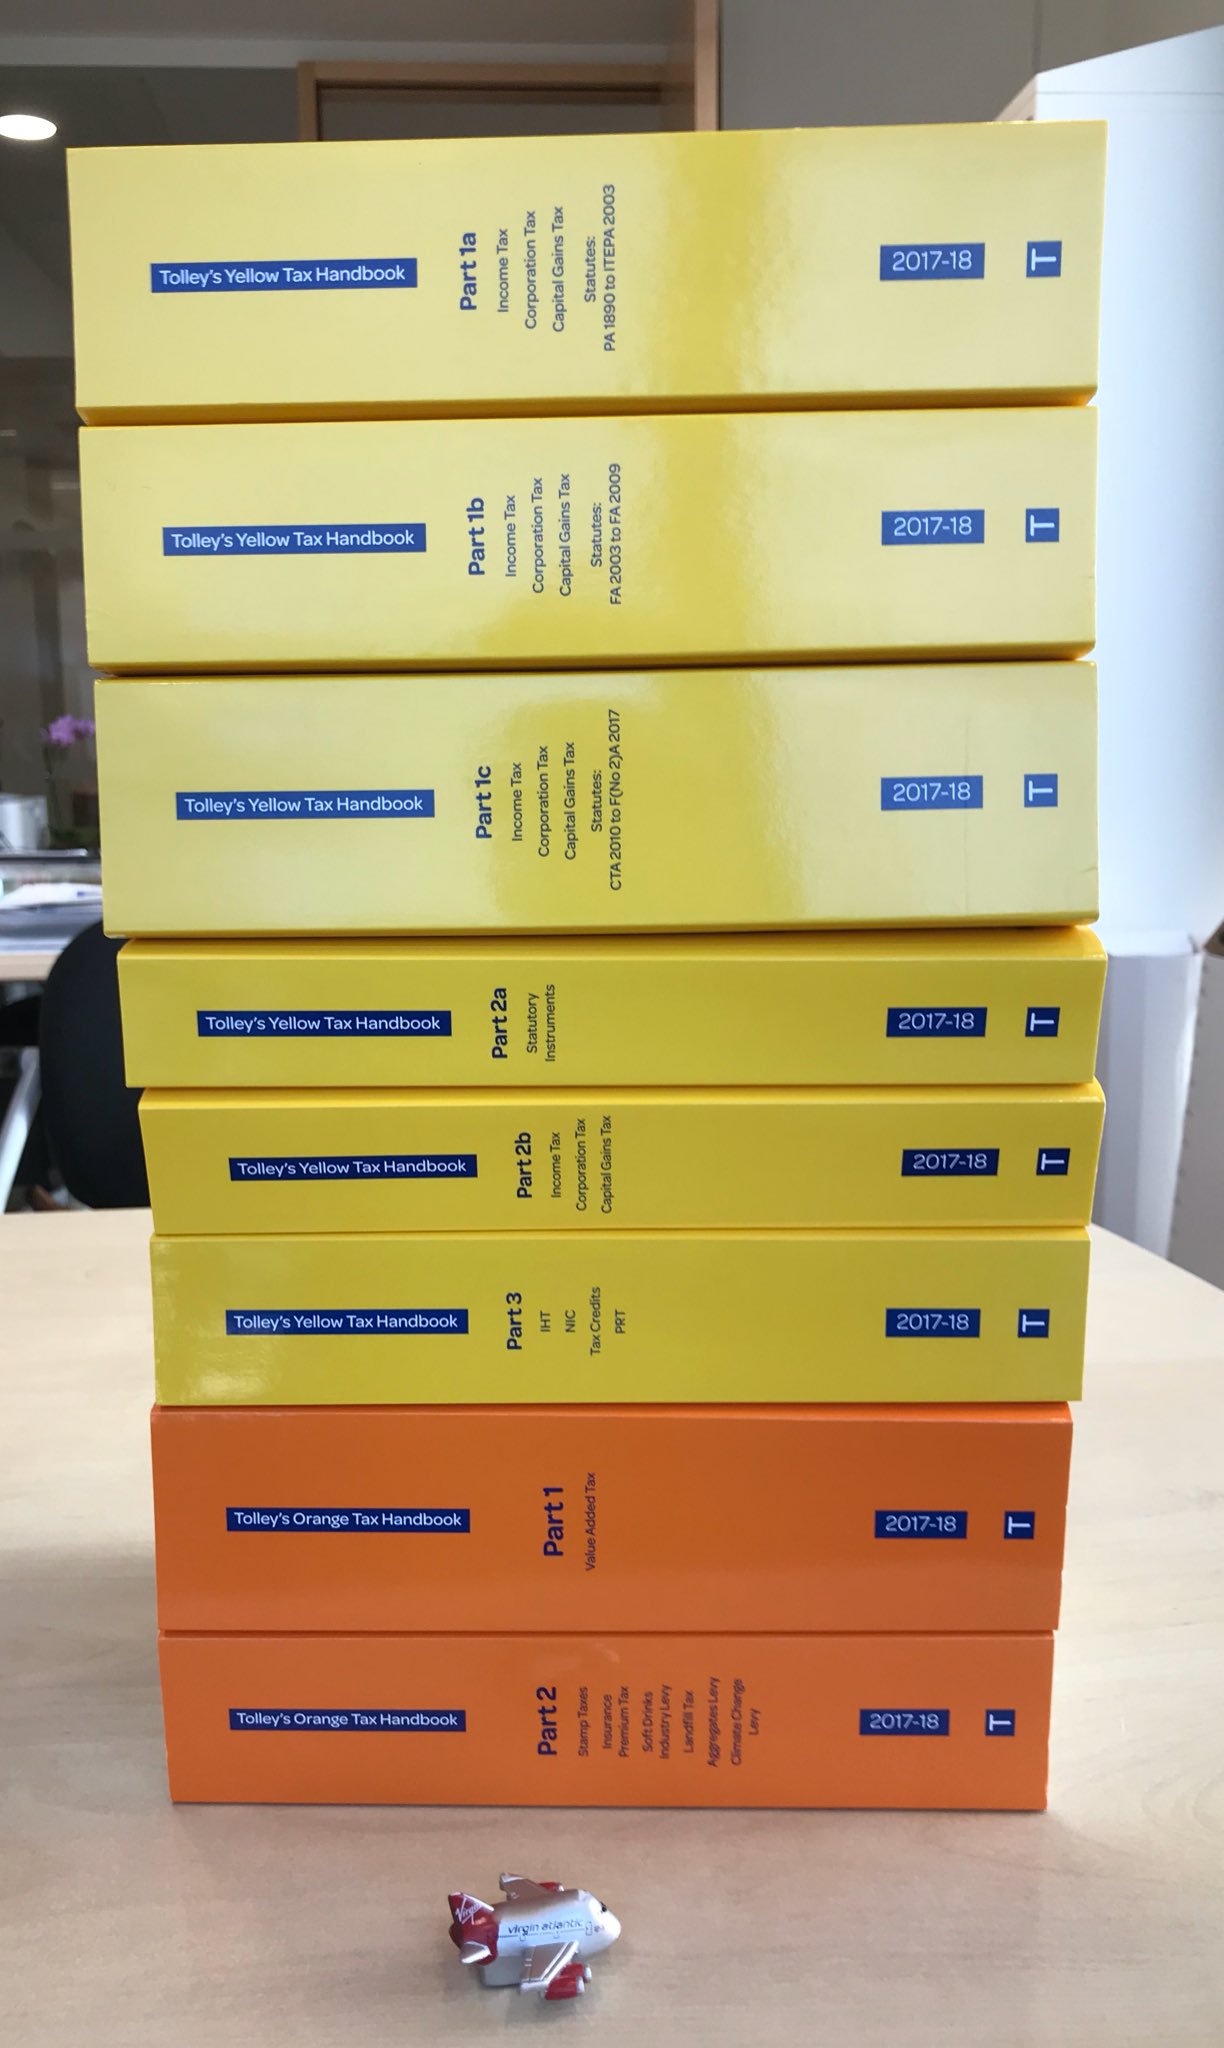 Tolley's Yellow Tax Handbook
Part 1a
Income Tax
Corporation Tax
Capital Gains Tax
Statutes:
PA 1890 to ITEPA 2003
2017-18
T
Tolley's Yellow Tax Handbook
Part 1b
Income Tax
Corporation Tax
Capital Gains Tax
Statutes:
FA 2003 to FA 2009
2017-18
T
Tolley's Yellow Tax Handbook
Part 1c
Income Tax
Corporation Tax
Capital Gains Tax
Statutes:
CTA 2010 to F(No 2)A 2017
2017-18
T
Tolley's Yellow Tax Handbook
Part 2a
Statutory
Instruments
2017-18
T
Tolley's Yellow Tax Handbook
Part 2b
Income Tax
Corporation Tax
Capital Gains Tax
2017-18
T
Tolley's Yellow Tax Handbook
Part 3
IHT
NIC
Tax Credits
PRT
2017-18
T
Tolley's Orange Tax Handbook
Part 1
Value Added Tax
2017-18
T
Tolley's Orange Tax Handbook
Part 2
Stamp Taxes
Insurance
Premium Tax
Soft Drinks
Industry Levy
Landfill Tax
Aggregates Levy
Climate Change
Levy
2017-18
T
Virgin
virgin atlantic